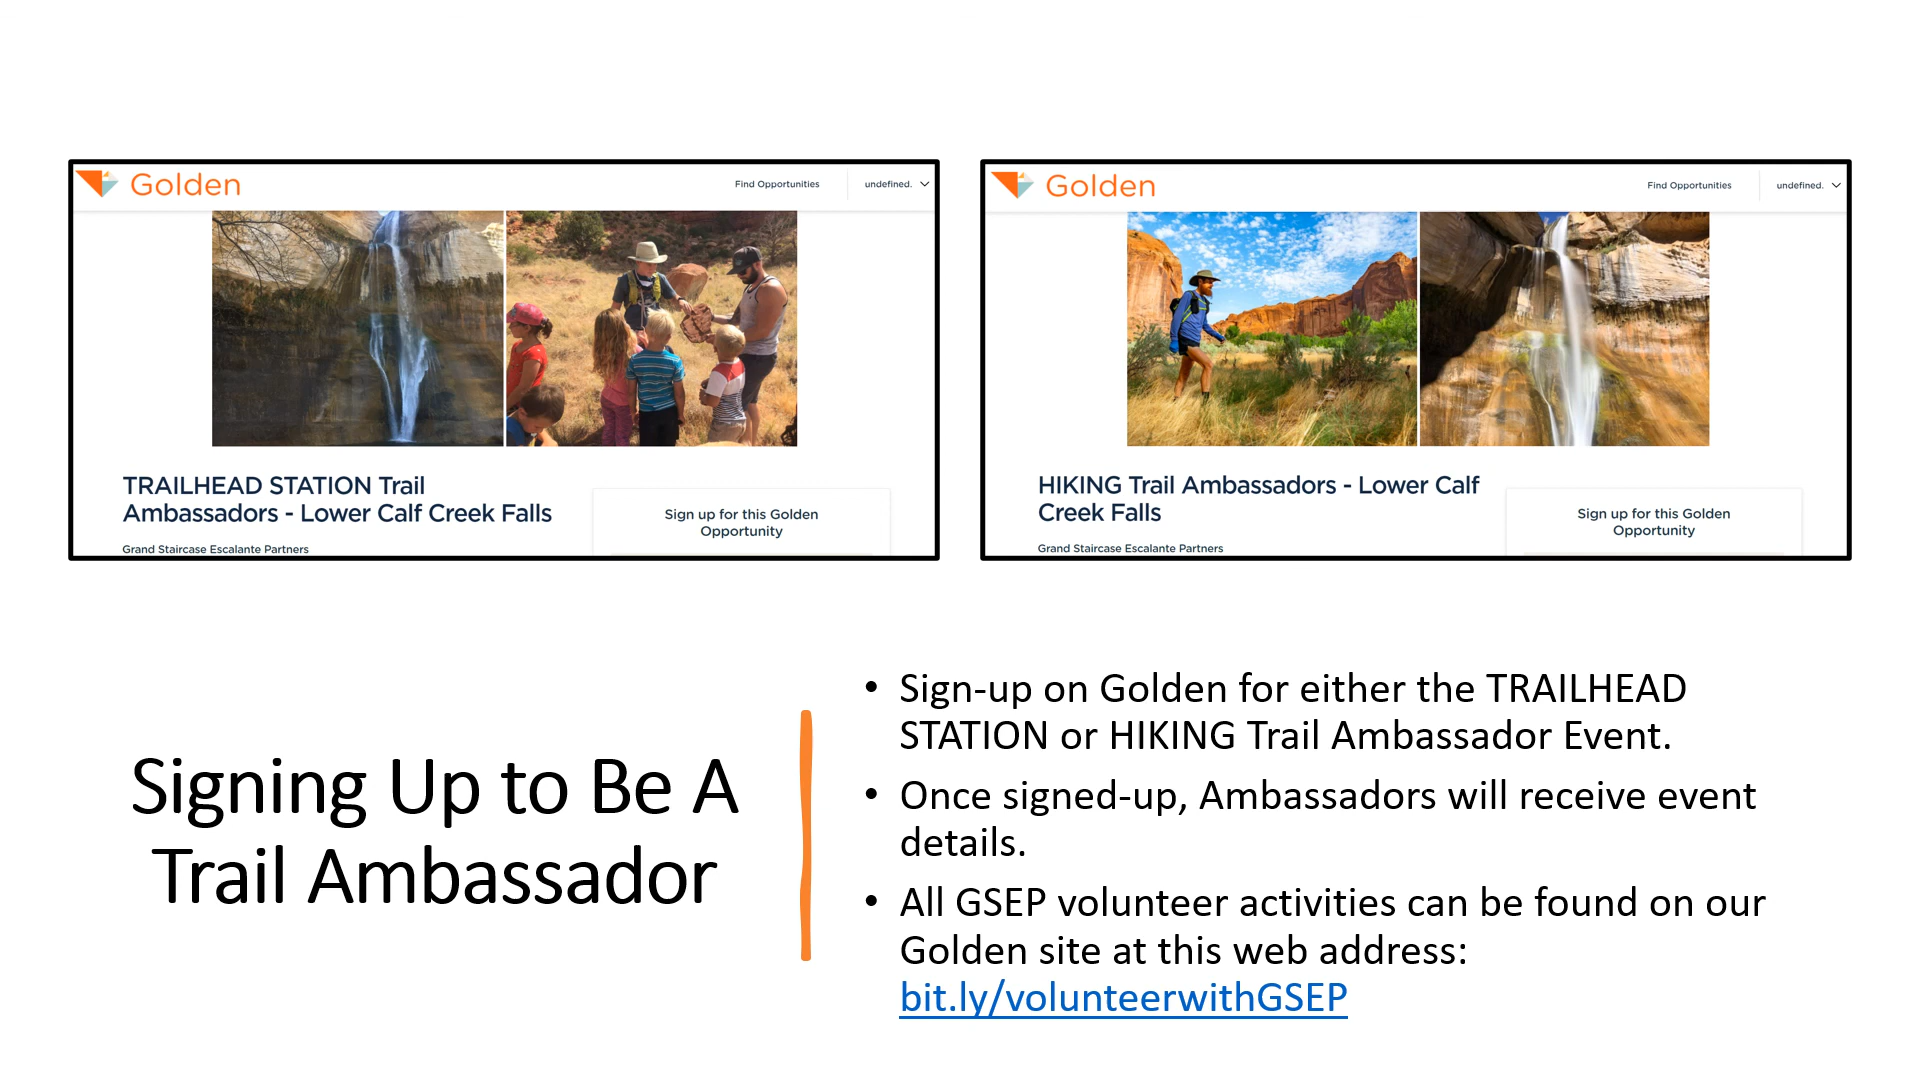 Golden
Find Opportunities
undefined.
TRAILHEAD STATION Trail
Ambassadors - Lower Calf Creek Falls
Grand Staircase Escalante Partners
Sign up for this Golden
Opportunity
Golden
Find Opportunities
undefined.
HIKING Trail Ambassadors - Lower Calf
Creek Falls
Grand Staircase Escalante Partners
Sign up for this Golden
Opportunity
Signing Up to Be A
Trail Ambassador
• Sign-up on Golden for either the TRAILHEAD
STATION or HIKING Trail Ambassador Event.
• Once signed-up, Ambassadors will receive event
details.
• All GSEP volunteer activities can be found on our
Golden site at this web address:
bit.ly/volunteerwithGSEP